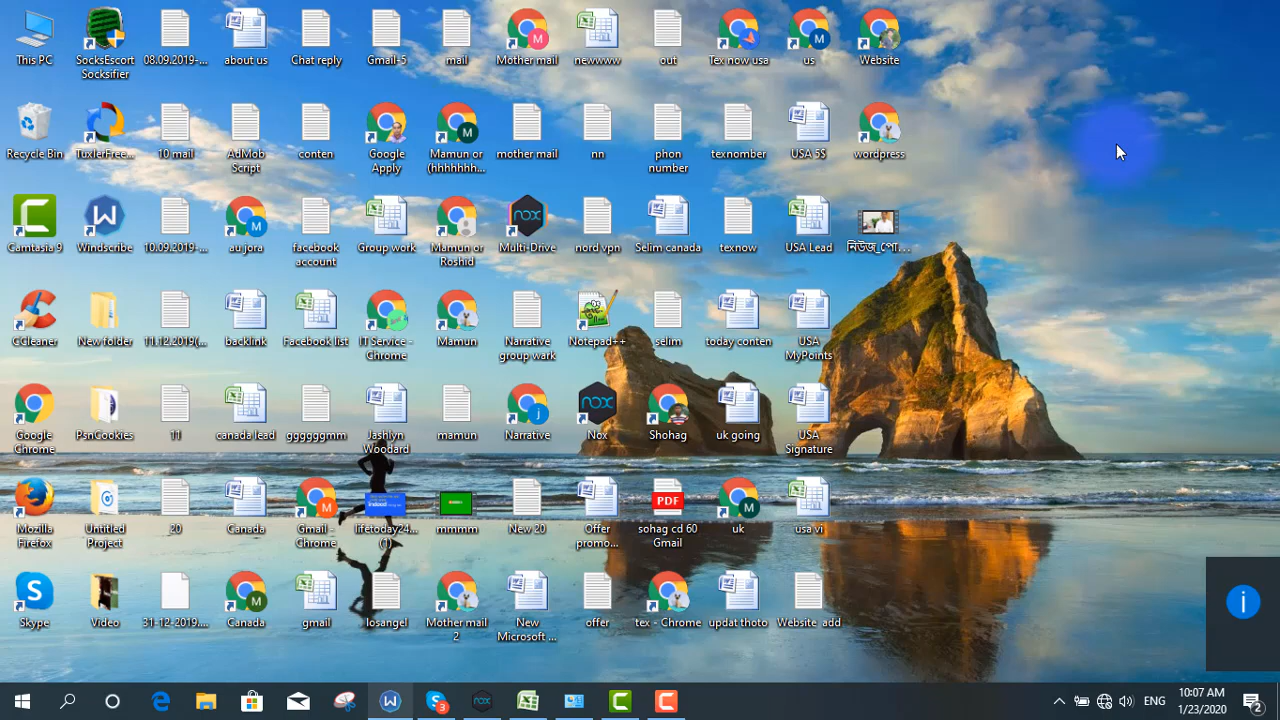 This PC
SocksEscort
Socksifier
08.09.2019-...
about us
Chat reply
Gmail-5
mail
Mother mail
newwww
out
Tex now usa
us
Website
Recycle Bin
TuxlerFree...
10 mail
AdMob
Script
conten
Google
Apply
Mamun or
(hhhhhhh...
mother mail
nn
phon
number
texnomber
USA 5$
wordpress
Camtasia 9
Windscribe
10.09.2019-...
au jora
facebook
account
Group work
Mamun or
Roshid
Multi-Drive
nord vpn
Selim canada
texnow
USA Lead
নিউজ_পো...
CCleaner
New folder
11.12.2019(...
backlink
Facebook list
IT Service -
Chrome
Mamun
Narrative
group wark
Notepad++
selim
today conten
USA
MyPoints
Google
Chrome
PsnCookies
11
canada lead
ggggggmm
Jashlyn
Woodard
mamun
Narrative
Nox
Shohag
uk going
USA
Signature
Mozilla
Firefox
Untitled
Project
20
Canada
Gmail -
Chrome
lifetoday24...
(1)
mmmm
New 20
Offer
promo...
PDF
sohag cd 60
Gmail
uk
usa vi
Skype
Video
31-12-2019....
Canada
gmail
losangel
Mother mail
2
New
Microsoft ...
offer
tex - Chrome
updat thoto
Website add
ENG
10:07 AM
1/23/2020